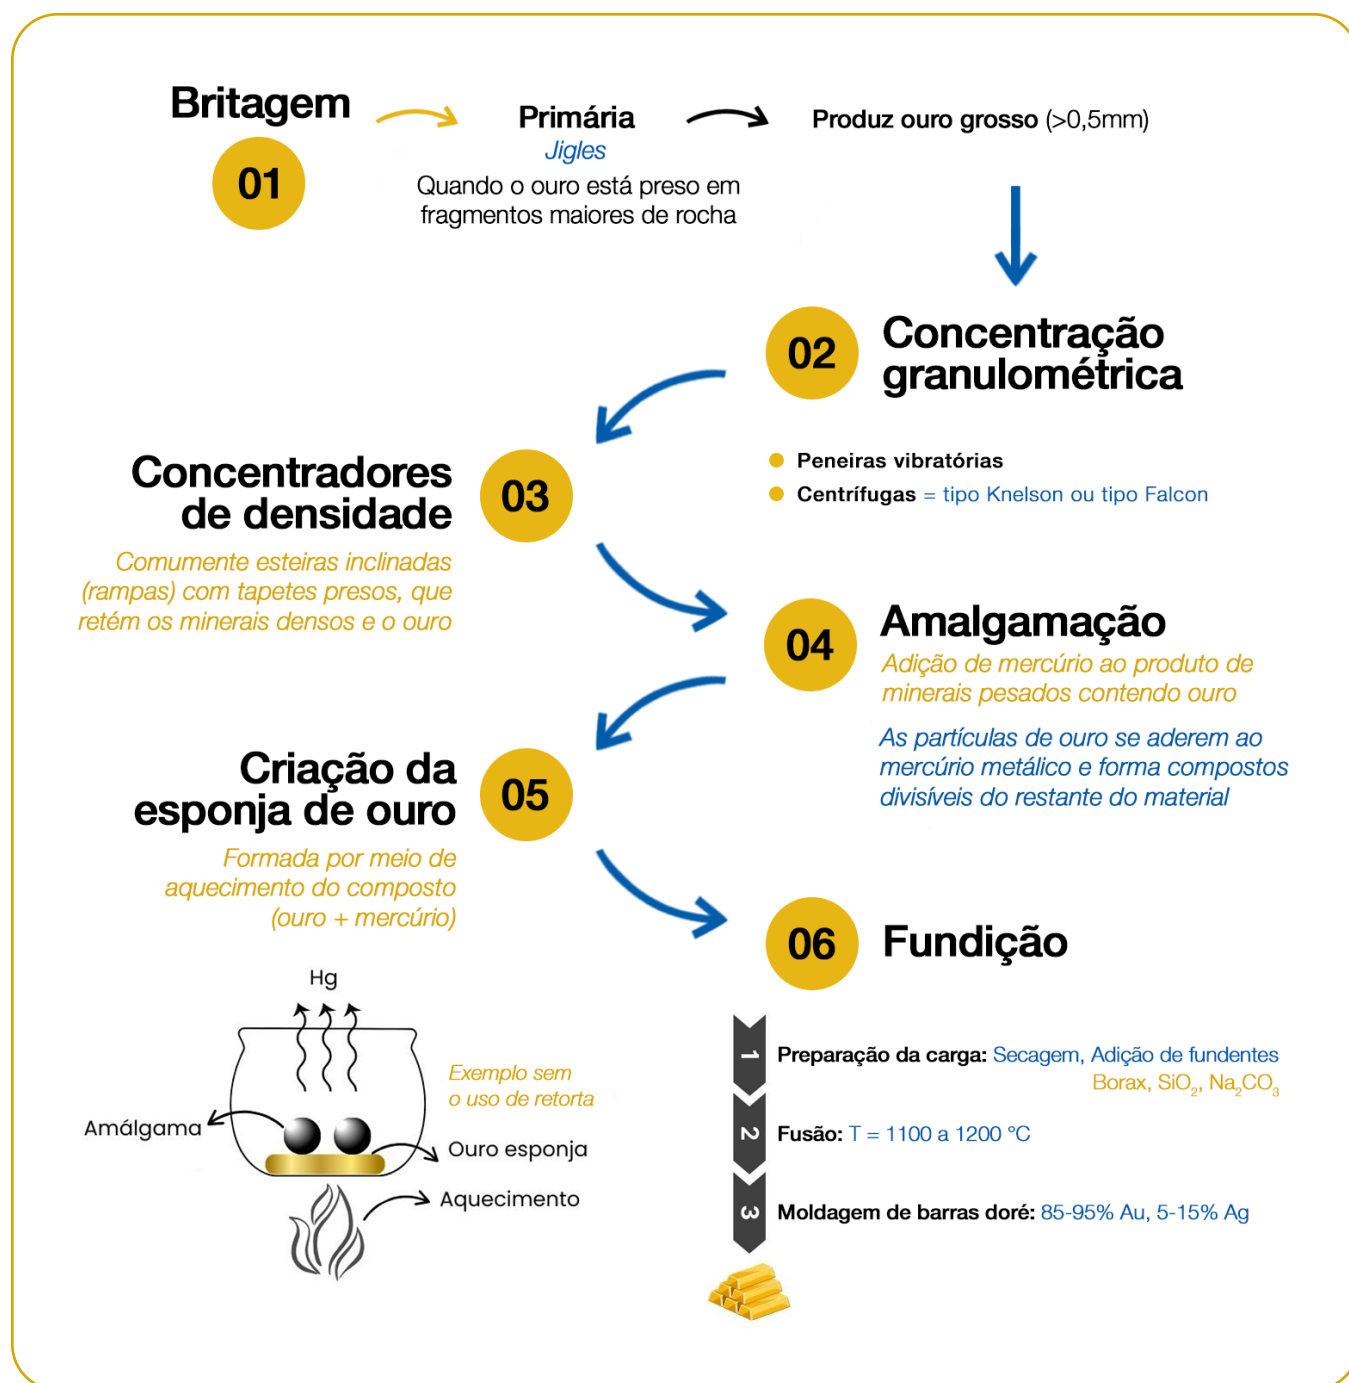 Britagem
01
Primária
Jigles
Quando o ouro está preso em
fragmentos maiores de rocha
Produz ouro grosso (>0,5mm)
02
Concentração
granulométrica
Peneiras vibratórias
Centrífugas = tipo Knelson ou tipo Falcon
Concentradores
de densidade
03
Comumente esteiras inclinadas
(rampas) com tapetes presos, que
retém os minerais densos e o ouro
04
Amalgamação
Adição de mercúrio ao produto de
minerais pesados contendo ouro
As partículas de ouro se aderem ao
mercúrio metálico e forma compostos
divisíveis do restante do material
Criação da
esponja de ouro
05
Formada por meio de
aquecimento do composto
(ouro + mercúrio)
Hg
Exemplo sem
o uso de retorta
Amálgama
Ouro esponja
Aquecimento
06
Fundição
1
Preparação da carga: Secagem, Adição de fundentes
Borax, SiO₂, Na₂CO₃
2
Fusão: T = 1100 a 1200 °C
3
Moldagem de barras doré: 85-95% Au, 5-15% Ag